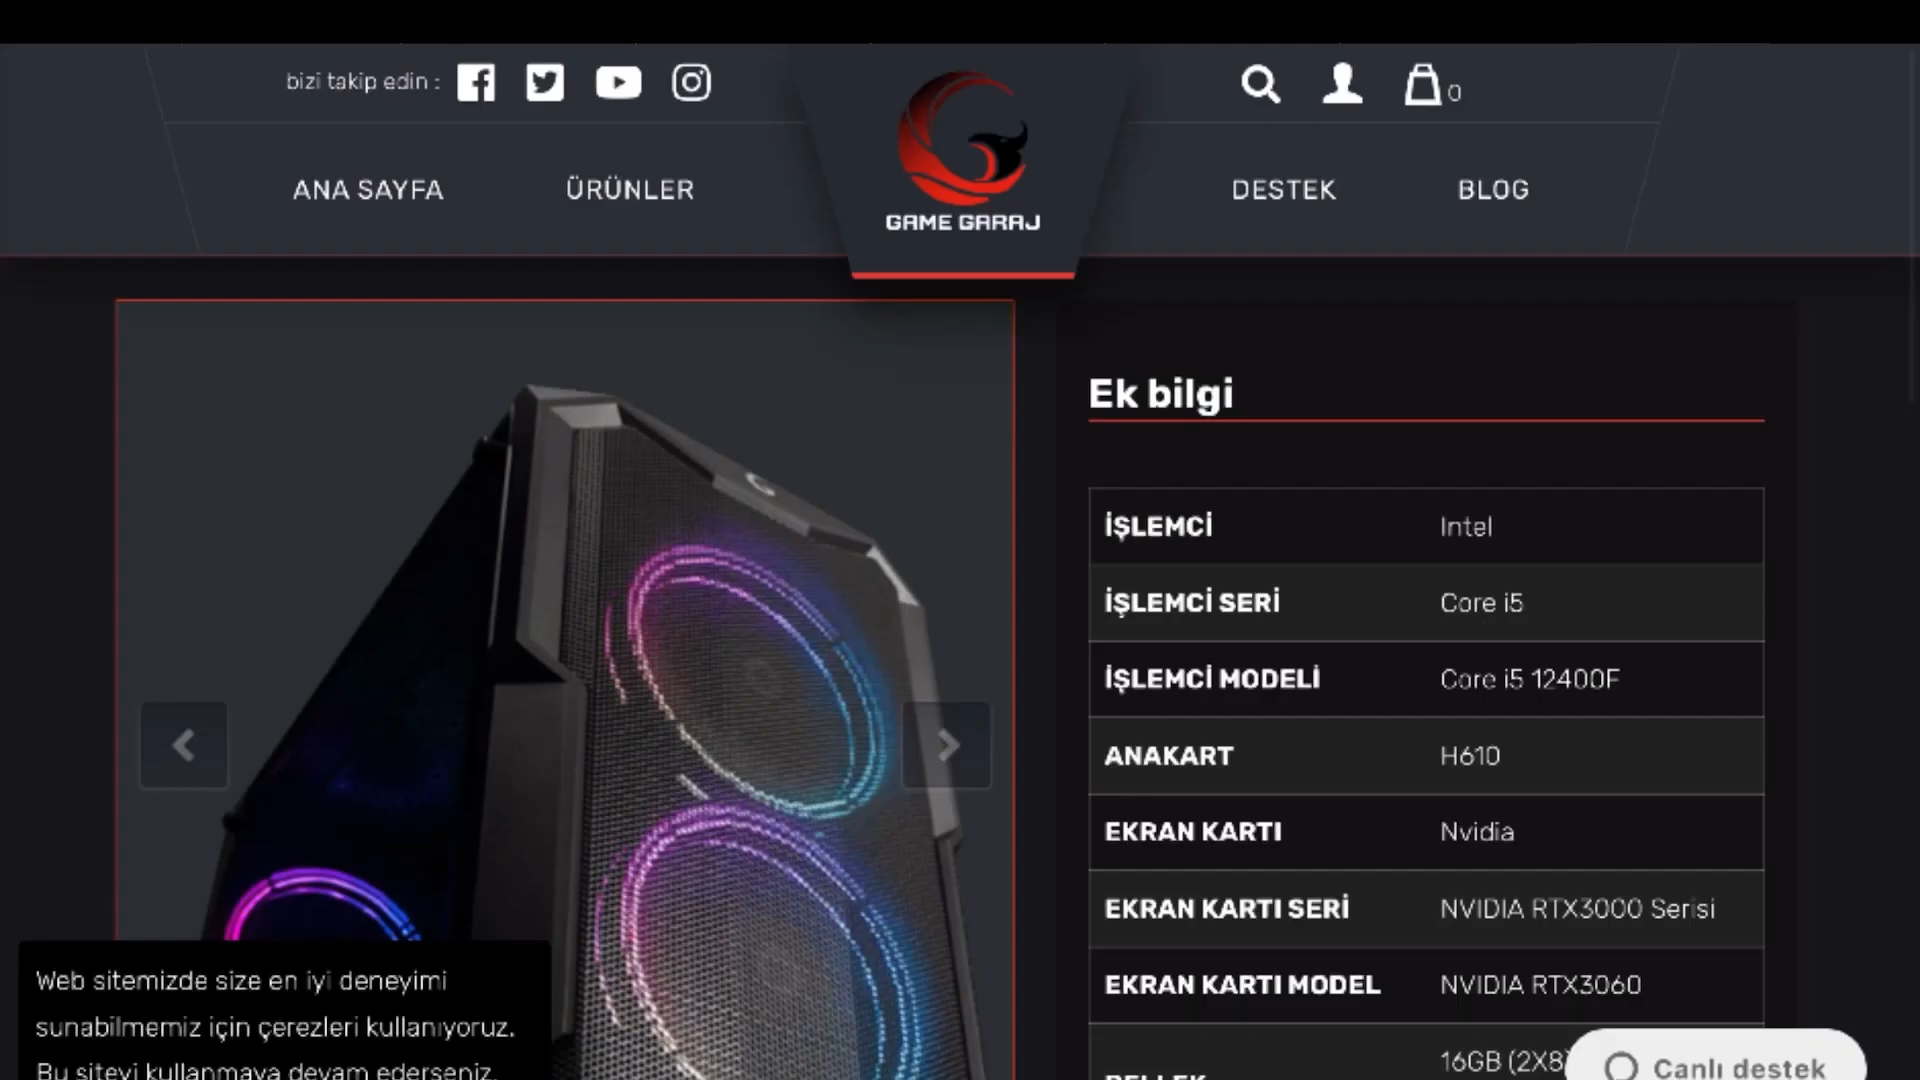 bizi takip edin :
0
ANA SAYFA
ÜRÜNLER
GAME GARAJ
DESTEK
BLOG
Ek bilgi
İŞLEMCİ Intel
İŞLEMCİ SERİ Core i5
İŞLEMCİ MODELİ Core i5 12400F
ANAKART H610
EKRAN KARTI Nvidia
EKRAN KARTI SERİ NVIDIA RTX3000 Serisi
EKRAN KARTI MODEL NVIDIA RTX3060
16GB (2X8)
Web sitemizde size en iyi deneyimi
sunabilmemiz için çerezleri kullanıyoruz.
Bu siteyi kullanmaya devam ederseniz,
Canlı destek